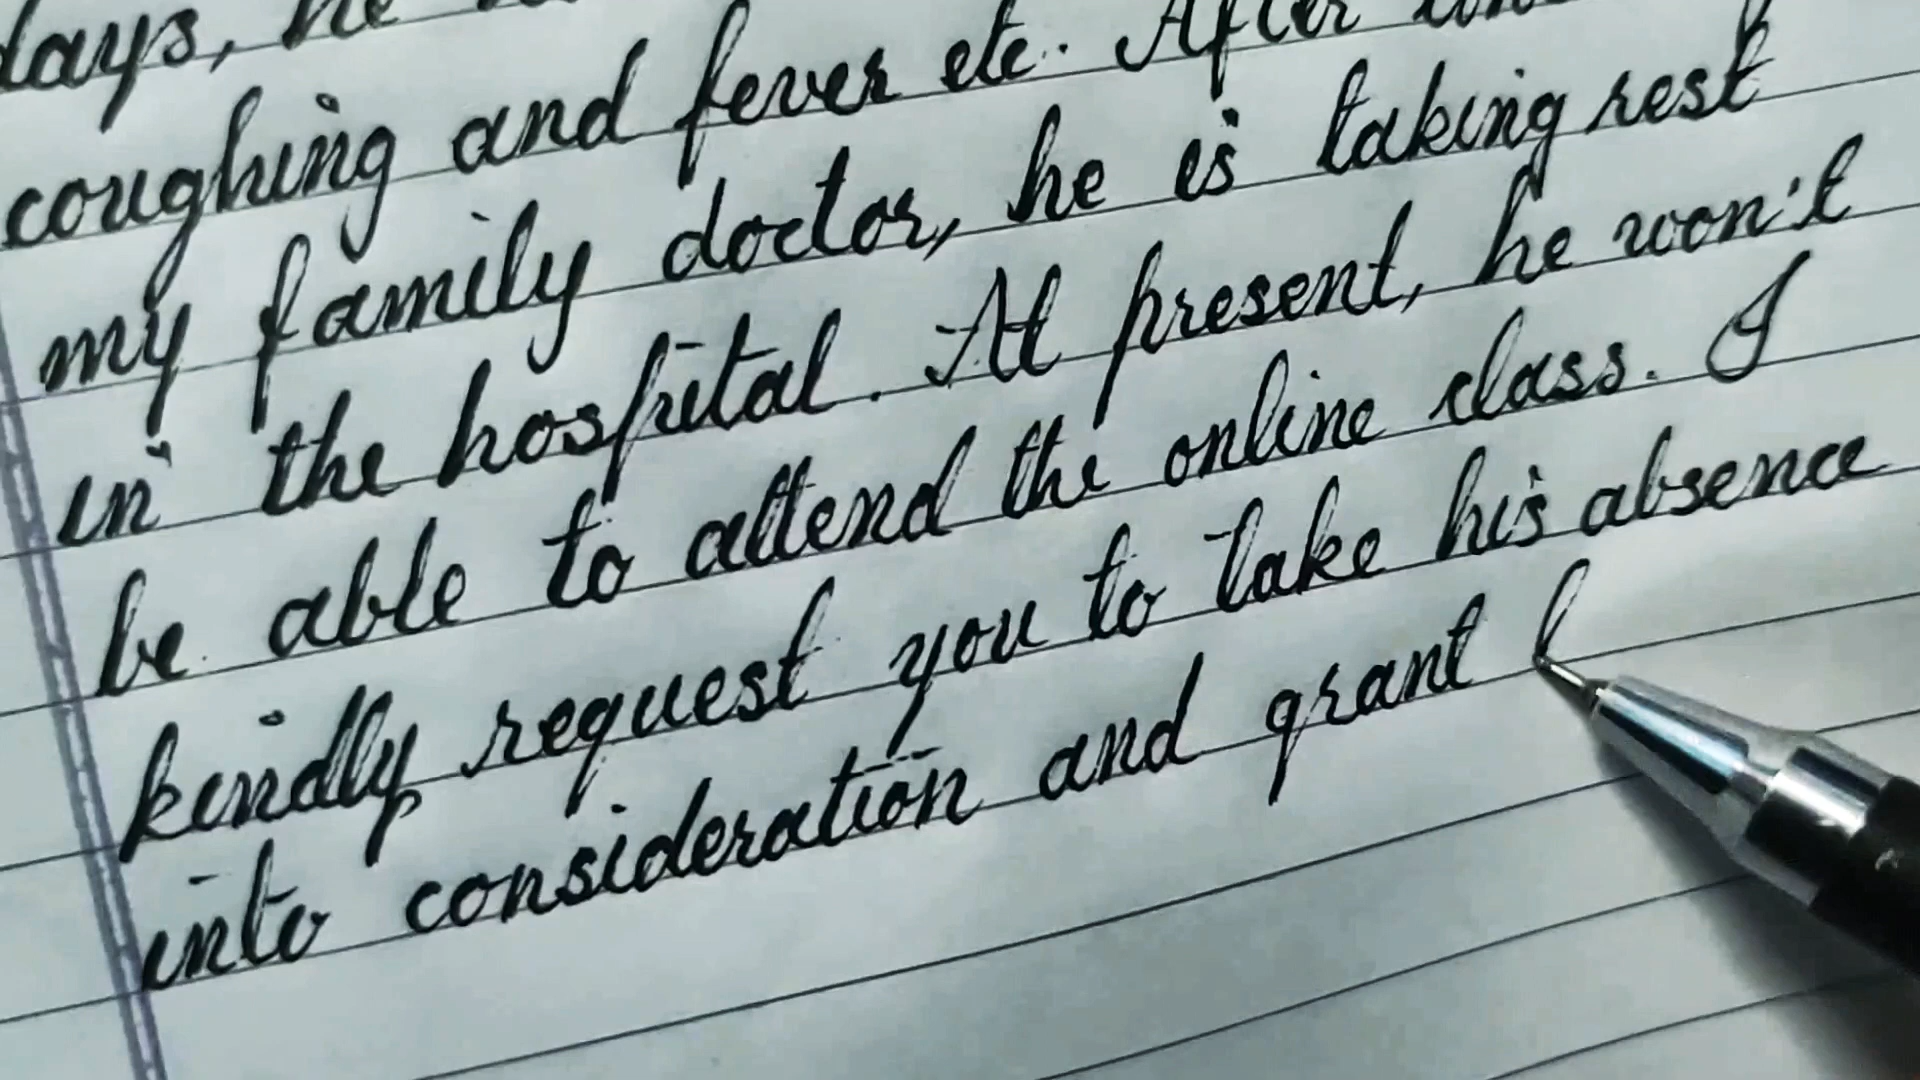 days, he
coughing and fever etc. After
my family doctor, he is taking rest
in the hospital. At present, he won't
be able to attend the online class. I
kindly request you to take his absence
into consideration and grant